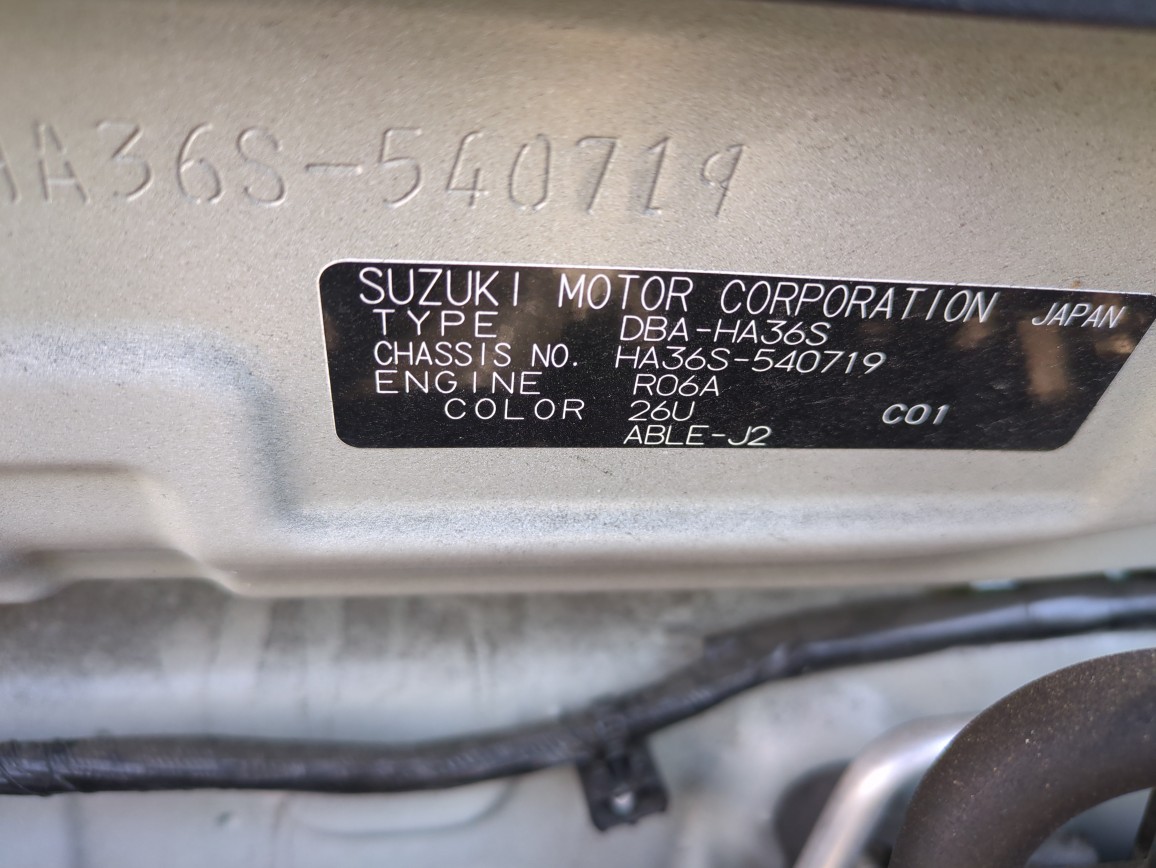 HA36S-540719
SUZUKI MOTOR CORPORATION JAPAN
TYPE DBA-HA36S
CHASSIS NO. HA36S-540719
ENGINE R06A
COLOR 26U C01
ABLE-J2